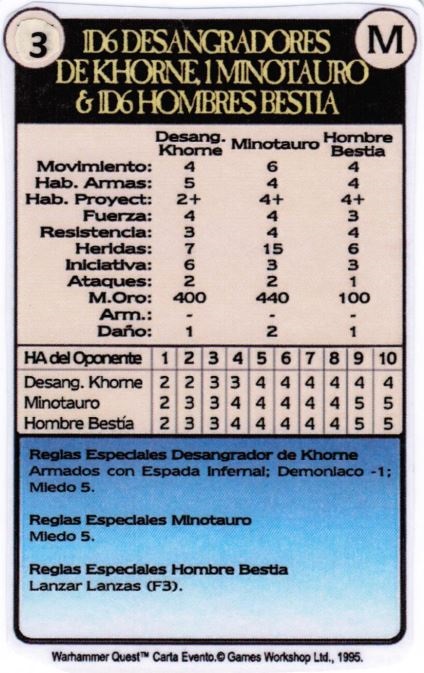 3
M
1D6 DESANGRADORES
DE KHORNE, 1 MINOTAURO
& 1D6 HOMBRES BESTIA
Desang. Khorne Minotauro Hombre Bestia
Movimiento: 4 6 4
Hab. Armas: 5 4 4
Hab. Proyect: 2+ 4+ 4+
Fuerza: 4 4 3
Resistencia: 3 4 4
Heridas: 7 15 6
Iniciativa: 6 3 3
Ataques: 2 2 1
M.Oro: 400 440 100
Arm.: - - -
Daño: 1 2 1
HA del Oponente 1 2 3 4 5 6 7 8 9 10
Desang. Khorne 2 2 3 3 4 4 4 4 4 4
Minotauro 2 3 3 4 4 4 4 4 5 5
Hombre Bestía 2 3 3 4 4 4 4 4 5 5
Reglas Especiales Desangrador de Khorne
Armados con Espada Infernal; Demoniaco -1;
Miedo 5.
Reglas Especiales Minotauro
Miedo 5.
Reglas Especiales Hombre Bestia
Lanzar Lanzas (F3).
Warhammer Quest™ Carta Evento.© Games Workshop Ltd., 1995.